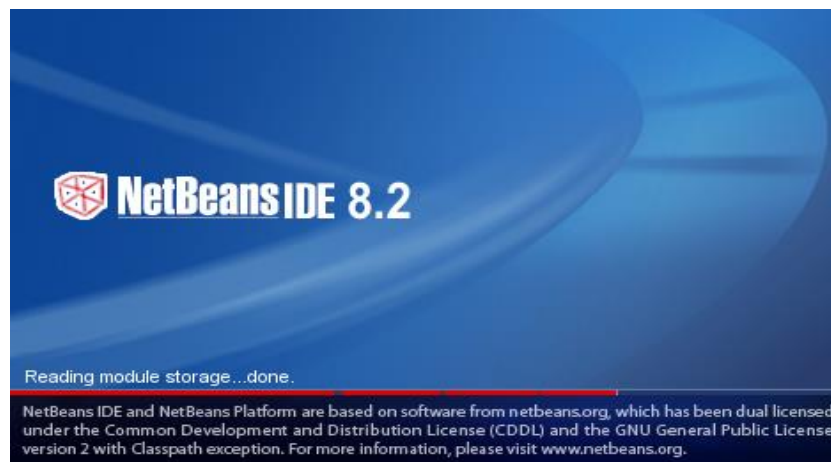 NetBeans IDE 8.2
Reading module storage...done.
NetBeans IDE and NetBeans Platform are based on software from netbeans.org, which has been dual licensed
under the Common Development and Distribution License (CDDL) and the GNU General Public License
version 2 with Classpath exception. For more information, please visit www.netbeans.org.